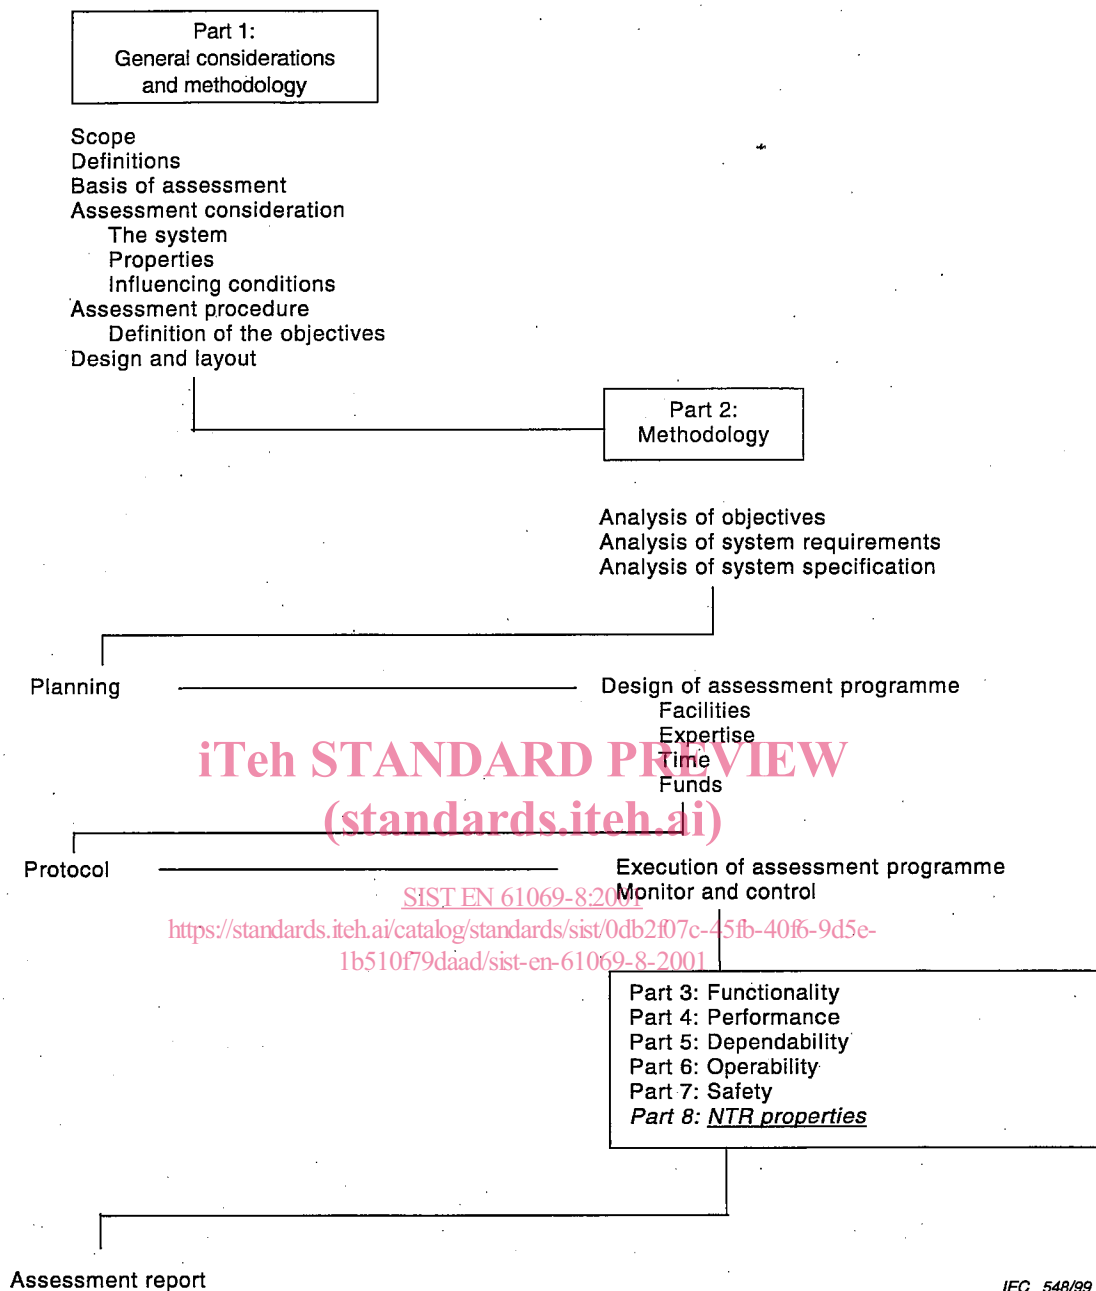 Part 1:
General considerations
and methodology
Scope
Definitions
Basis of assessment
Assessment consideration
The system
Properties
Influencing conditions
Assessment procedure
Definition of the objectives
Design and layout
Part 2:
Methodology
Analysis of objectives
Analysis of system requirements
Analysis of system specification
Planning
Design of assessment programme
Facilities
Expertise
Time
Funds
iTeh STANDARD PREVIEW
(standards.iteh.ai)
Protocol
Execution of assessment programme
Monitor and control
SIST EN 61069-8:2001
https://standards.iteh.ai/catalog/standards/sist/0db2f07c-45fb-40f6-9d5e-
1b510f79daad/sist-en-61069-8-2001
Part 3: Functionality
Part 4: Performance
Part 5: Dependability
Part 6: Operability
Part 7: Safety
Part 8: NTR properties
Assessment report
IEC 548/99